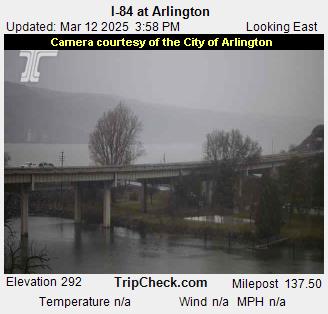 I-84 at Arlington
Updated: Mar 12 2025 3:58 PM Looking East
Camera courtesy of the City of Arlington
Elevation 292 TripCheck.com Milepost 137.50
Temperature n/a Wind n/a MPH n/a